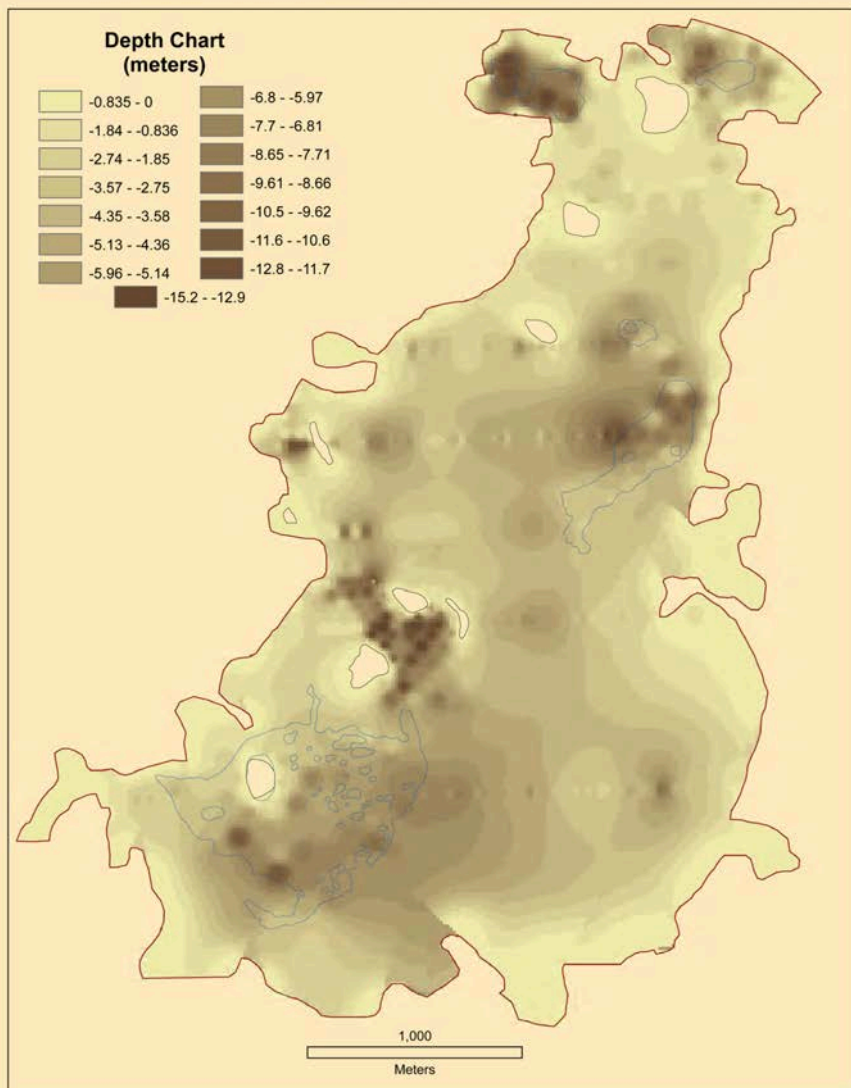 Depth Chart
(meters)
-0.835 - 0
-1.84 - -0.836
-2.74 - -1.85
-3.57 - -2.75
-4.35 - -3.58
-5.13 - -4.36
-5.96 - -5.14
-6.8 - -5.97
-7.7 - -6.81
-8.65 - -7.71
-9.61 - -8.66
-10.5 - -9.62
-11.6 - -10.6
-12.8 - -11.7
-15.2 - -12.9
1,000
Meters